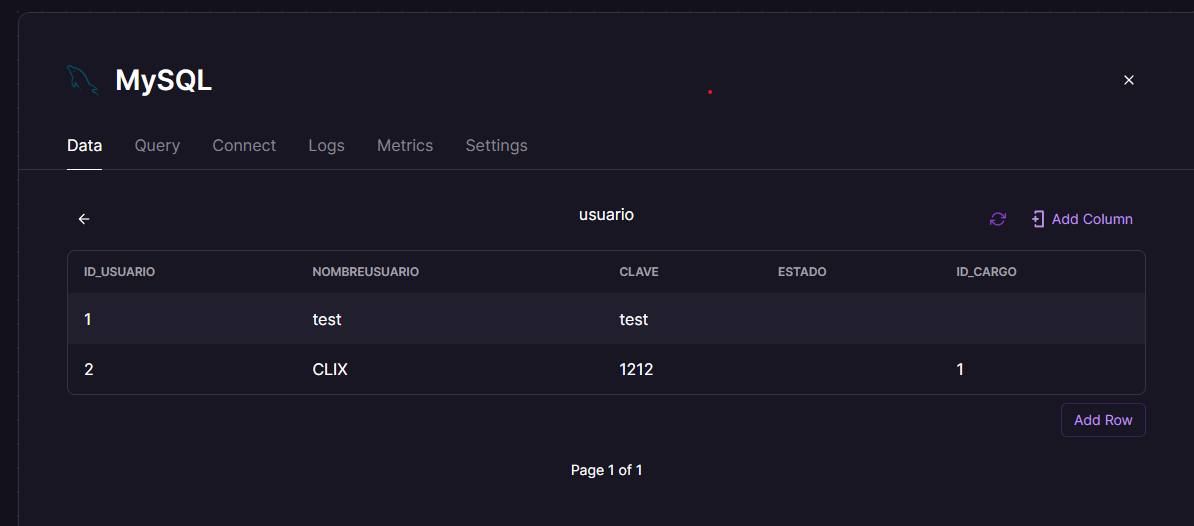 MySQL
Data Query Connect Logs Metrics Settings
usuario
Add Column
ID_USUARIO NOMBREUSUARIO CLAVE ESTADO ID_CARGO
1 test test
2 CLIX 1212 1
Add Row
Page 1 of 1